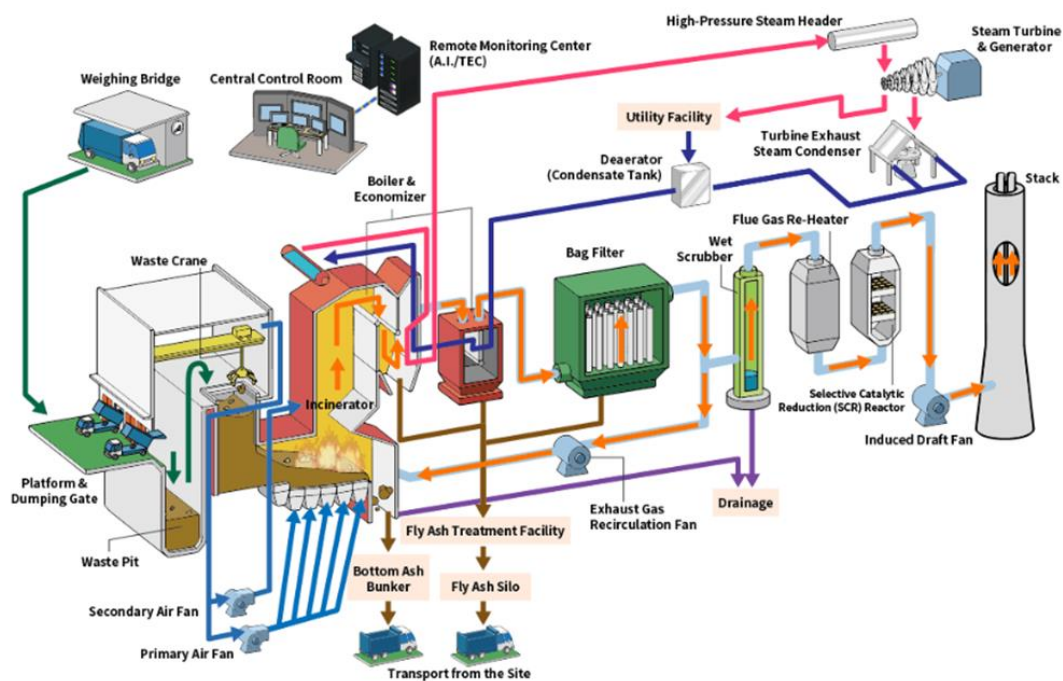 High-Pressure Steam Header
Steam Turbine
& Generator
Remote Monitoring Center
(A.I./TEC)
Weighing Bridge
Central Control Room
Utility Facility
Turbine Exhaust
Steam Condenser
Deaerator
(Condensate Tank)
Boiler &
Economizer
Stack
Flue Gas Re-Heater
Wet
Scrubber
Bag Filter
Waste Crane
Incinerator
Selective Catalytic
Reduction (SCR) Reactor
Induced Draft Fan
Platform &
Dumping Gate
Exhaust Gas
Recirculation Fan
Drainage
Fly Ash Treatment Facility
Waste Pit
Bottom Ash
Bunker
Fly Ash Silo
Secondary Air Fan
Primary Air Fan
Transport from the Site